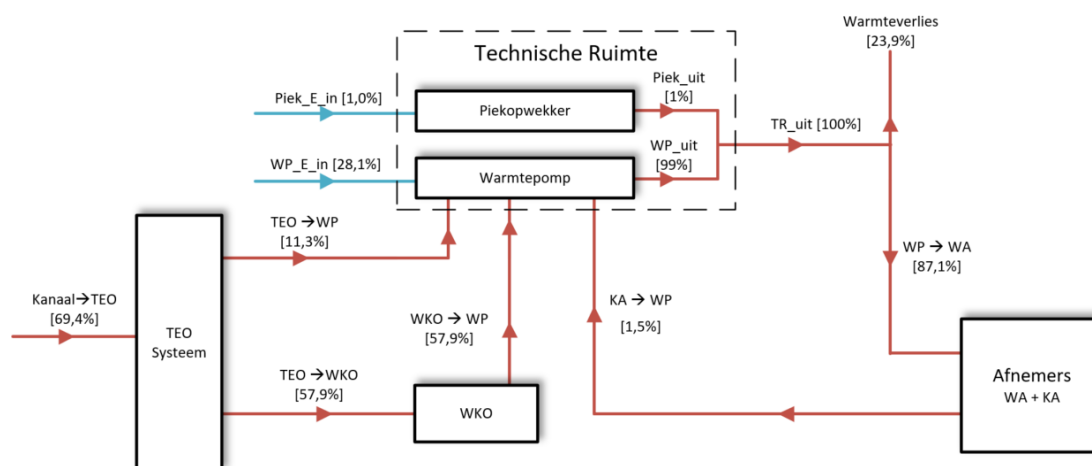 Warmteverlies
[23,9%]
Technische Ruimte
Piek_E_in [1,0%]
Piekopwekker
Piek_uit
[1%]
TR_uit [100%]
WP_E_in [28,1%]
Warmtepomp
WP_uit
[99%]
TEO →WP
[11,3%]
WP → WA
[87,1%]
Kanaal→TEO
[69,4%]
TEO
Systeem
WKO → WP
[57,9%]
KA → WP
[1,5%]
TEO →WKO
[57,9%]
WKO
Afnemers
WA + KA